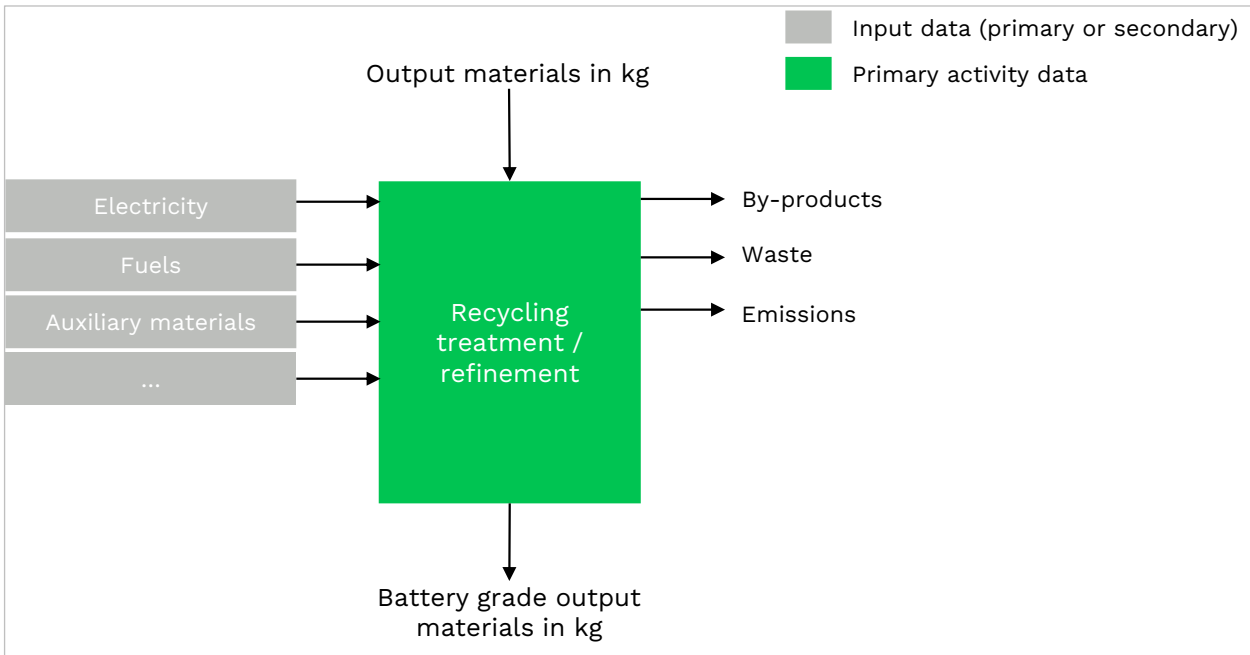 Input data (primary or secondary)
Primary activity data
Output materials in kg
Electricity
Fuels
Auxiliary materials
...
Recycling
treatment /
refinement
By-products
Waste
Emissions
Battery grade output
materials in kg